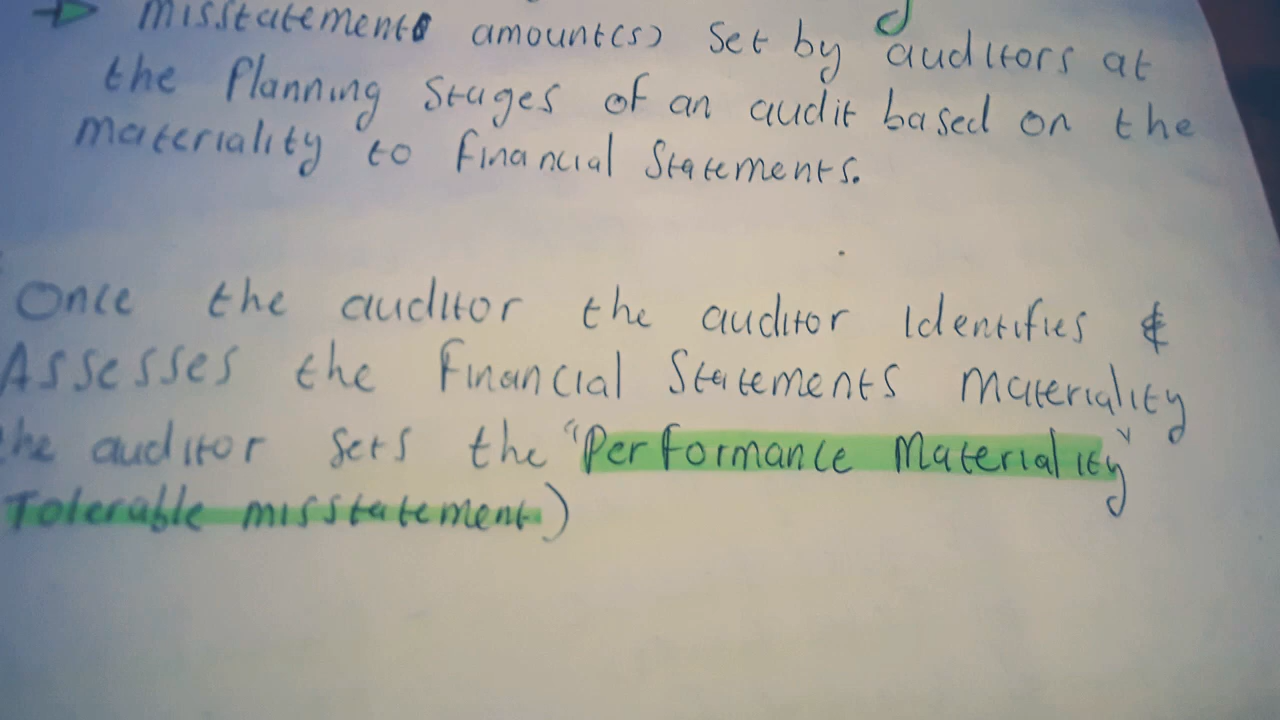 misstatement amount(s) set by auditors at
the Planning Stages of an audit based on the
materiality to financial Statements.
Once the auditor the auditor identifies &
Assesses the Financial Statements Materiality
the auditor sets the "Performance Materiality"
Tolerable misstatement)